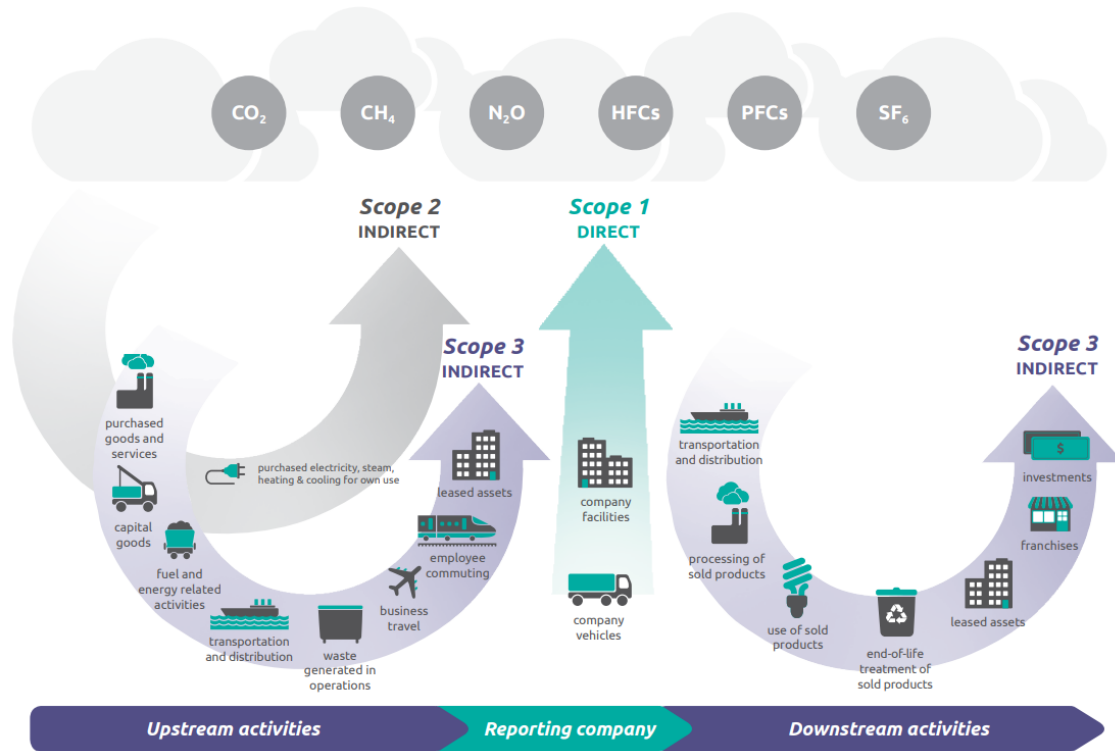 CO₂
CH₄
N₂O
HFCs
PFCs
SF₆
Scope 2
INDIRECT
Scope 1
DIRECT
Scope 3
INDIRECT
Scope 3
INDIRECT
purchased
goods and
services
capital
goods
fuel and
energy related
activities
transportation
and distribution
waste
generated in
operations
business
travel
employee
commuting
leased assets
purchased electricity, steam,
heating & cooling for own use
company
facilities
company
vehicles
transportation
and distribution
processing of
sold products
use of sold
products
end-of-life
treatment of
sold products
leased assets
franchises
$
investments
Upstream activities
Reporting company
Downstream activities